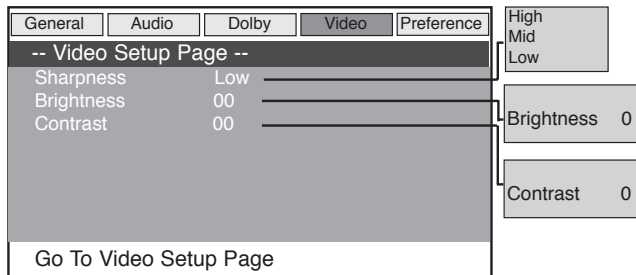 General Audio Dolby Video Preference
-- Video Setup Page --
Sharpness Low
Brightness 00
Contrast 00
Go To Video Setup Page
High
Mid
Low
Brightness 0
Contrast 0